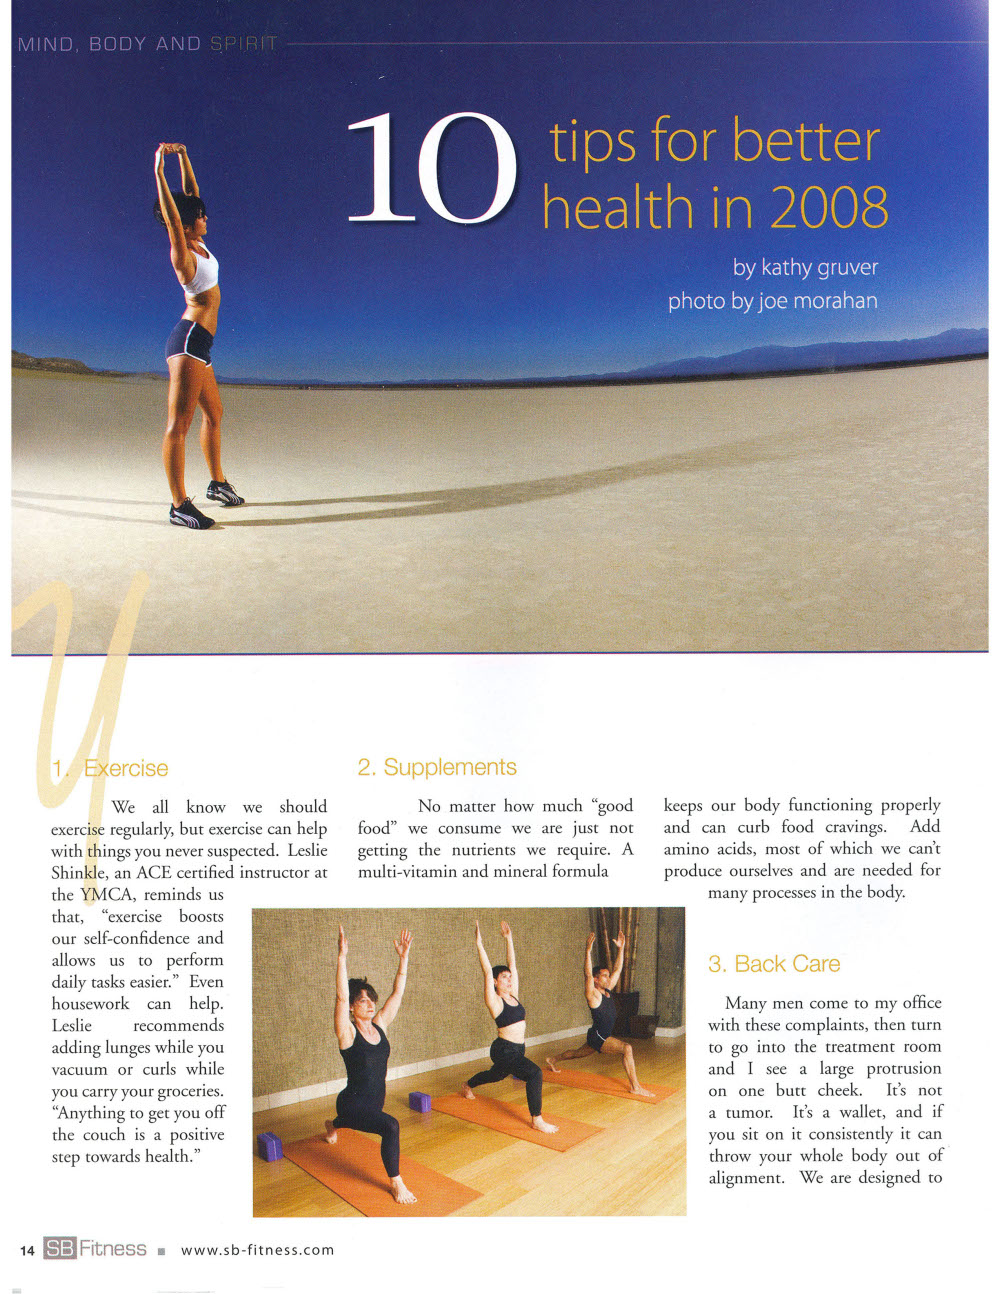 MIND, BODY AND SPIRIT
10 tips for better
health in 2008
by kathy gruver
photo by joe morahan
y
1. Exercise
We all know we should
exercise regularly, but exercise can help
with things you never suspected. Leslie
Shinkle, an ACE certified instructor at
the YMCA, reminds us
that, “exercise boosts
our self-confidence and
allows us to perform
daily tasks easier.” Even
housework can help.
Leslie recommends
adding lunges while you
vacuum or curls while
you carry your groceries.
“Anything to get you off
the couch is a positive
step towards health.”
2. Supplements
No matter how much “good
food” we consume we are just not
getting the nutrients we require. A
multi-vitamin and mineral formula
keeps our body functioning properly
and can curb food cravings. Add
amino acids, most of which we can’t
produce ourselves and are needed for
many processes in the body.
3. Back Care
Many men come to my office
with these complaints, then turn
to go into the treatment room
and I see a large protrusion
on one butt cheek. It’s not
a tumor. It’s a wallet, and if
you sit on it consistently it can
throw your whole body out of
alignment. We are designed to
14 SB Fitness ■ www.sb-fitness.com